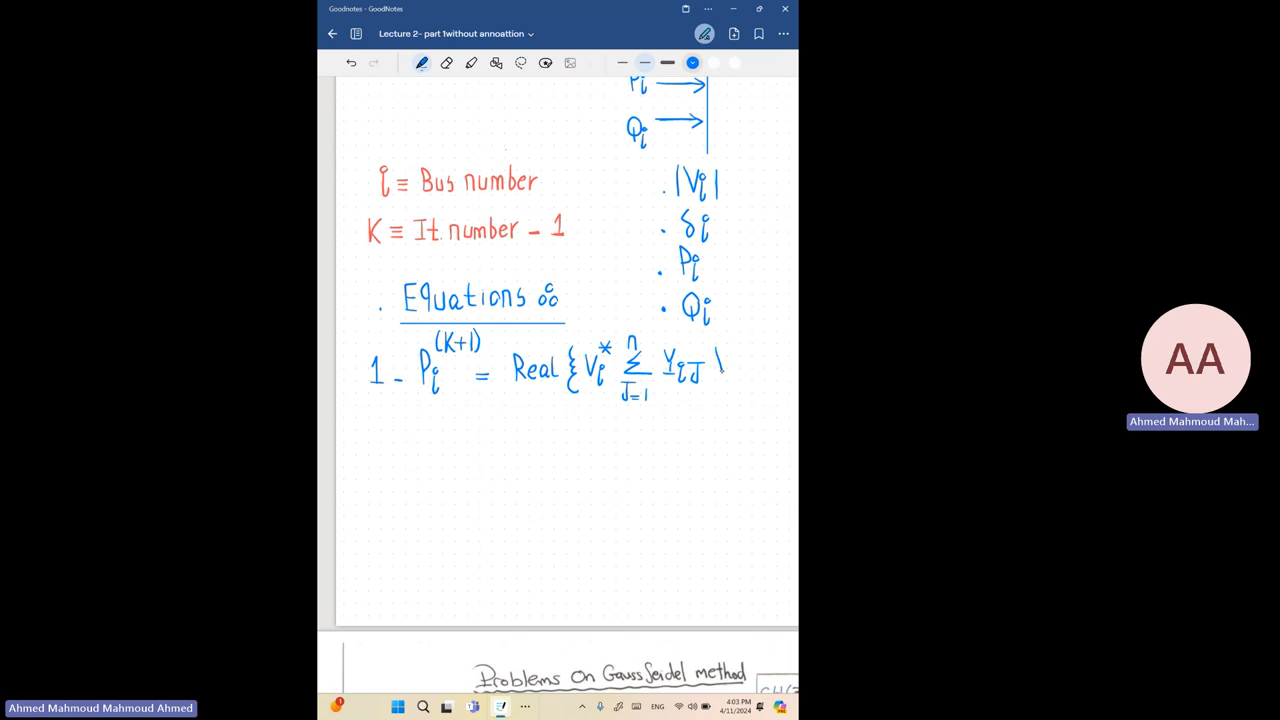 Goodnotes - GoodNotes
Lecture 2- part 1without annoattion
Pi
Qi
i ≡ Bus number
. |Vi|
K ≡ It. number - 1
. δi
. Pi
. Equations :
. Qi
1 - Pi^(K+1) = Real { Vi* Σ_{J=1}^{n} YiJ \
Problems on Gauss Seidel method
AA
Ahmed Mahmoud Mah...
Ahmed Mahmoud Mahmoud Ahmed
ENG
4:03 PM
4/11/2024